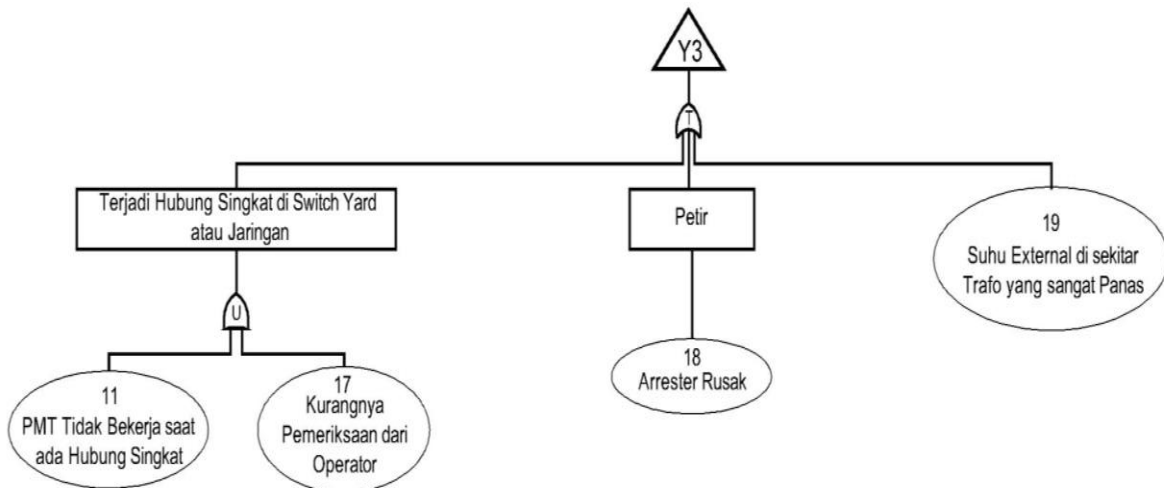 Y3
T
Terjadi Hubung Singkat di Switch Yard
atau Jaringan
Petir
19
Suhu External di sekitar
Trafo yang sangat Panas
U
11
PMT Tidak Bekerja saat
ada Hubung Singkat
17
Kurangnya
Pemeriksaan dari
Operator
18
Arrester Rusak